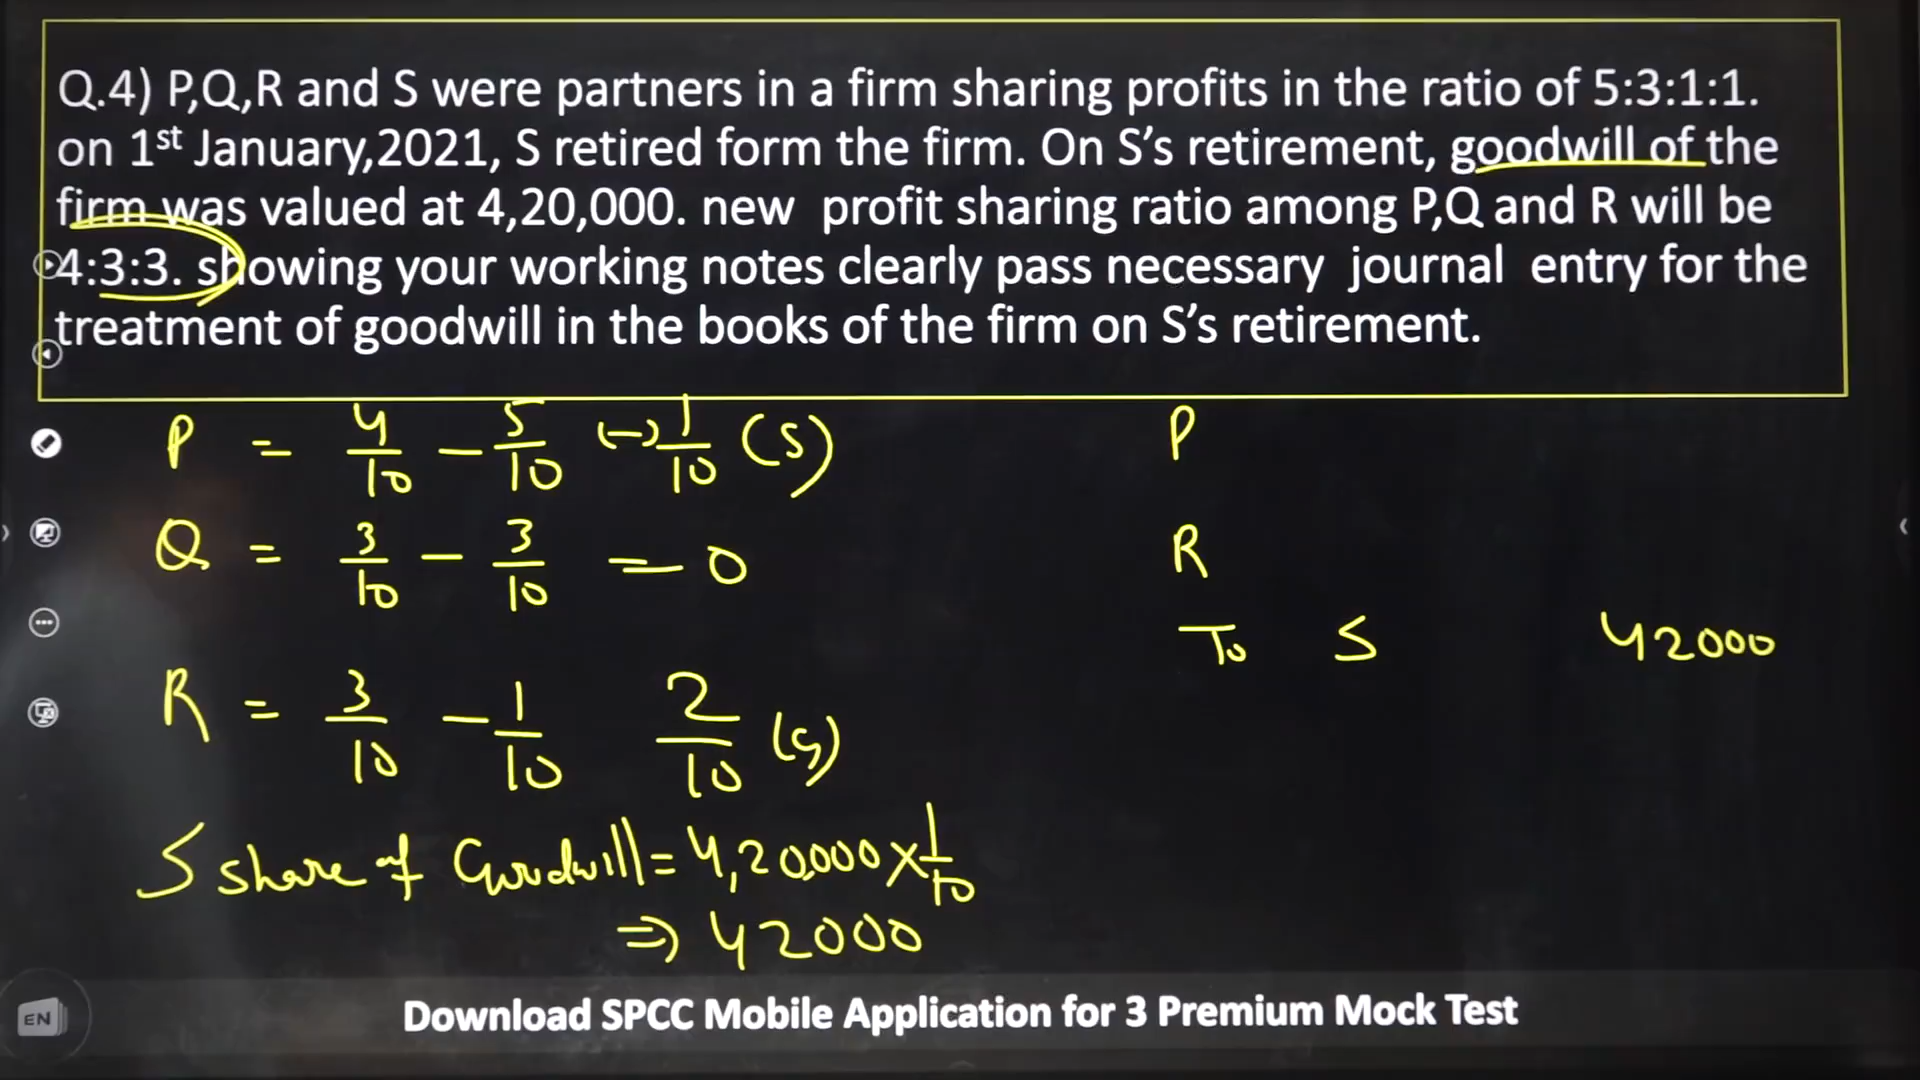 Q.4) P,Q,R and S were partners in a firm sharing profits in the ratio of 5:3:1:1.
on 1st January,2021, S retired form the firm. On S’s retirement, goodwill of the
firm was valued at 4,20,000. new profit sharing ratio among P,Q and R will be
4:3:3. showing your working notes clearly pass necessary journal entry for the
treatment of goodwill in the books of the firm on S’s retirement.
P = 4/10 - 5/10 (-) 1/10 (S)
Q = 3/10 - 3/10 = 0
R = 3/10 - 1/10 2/10 (G)
S share of Goodwill = 4,20,000 × 1/10
⇒ 42000
P
R
To S 42000
EN
Download SPCC Mobile Application for 3 Premium Mock Test